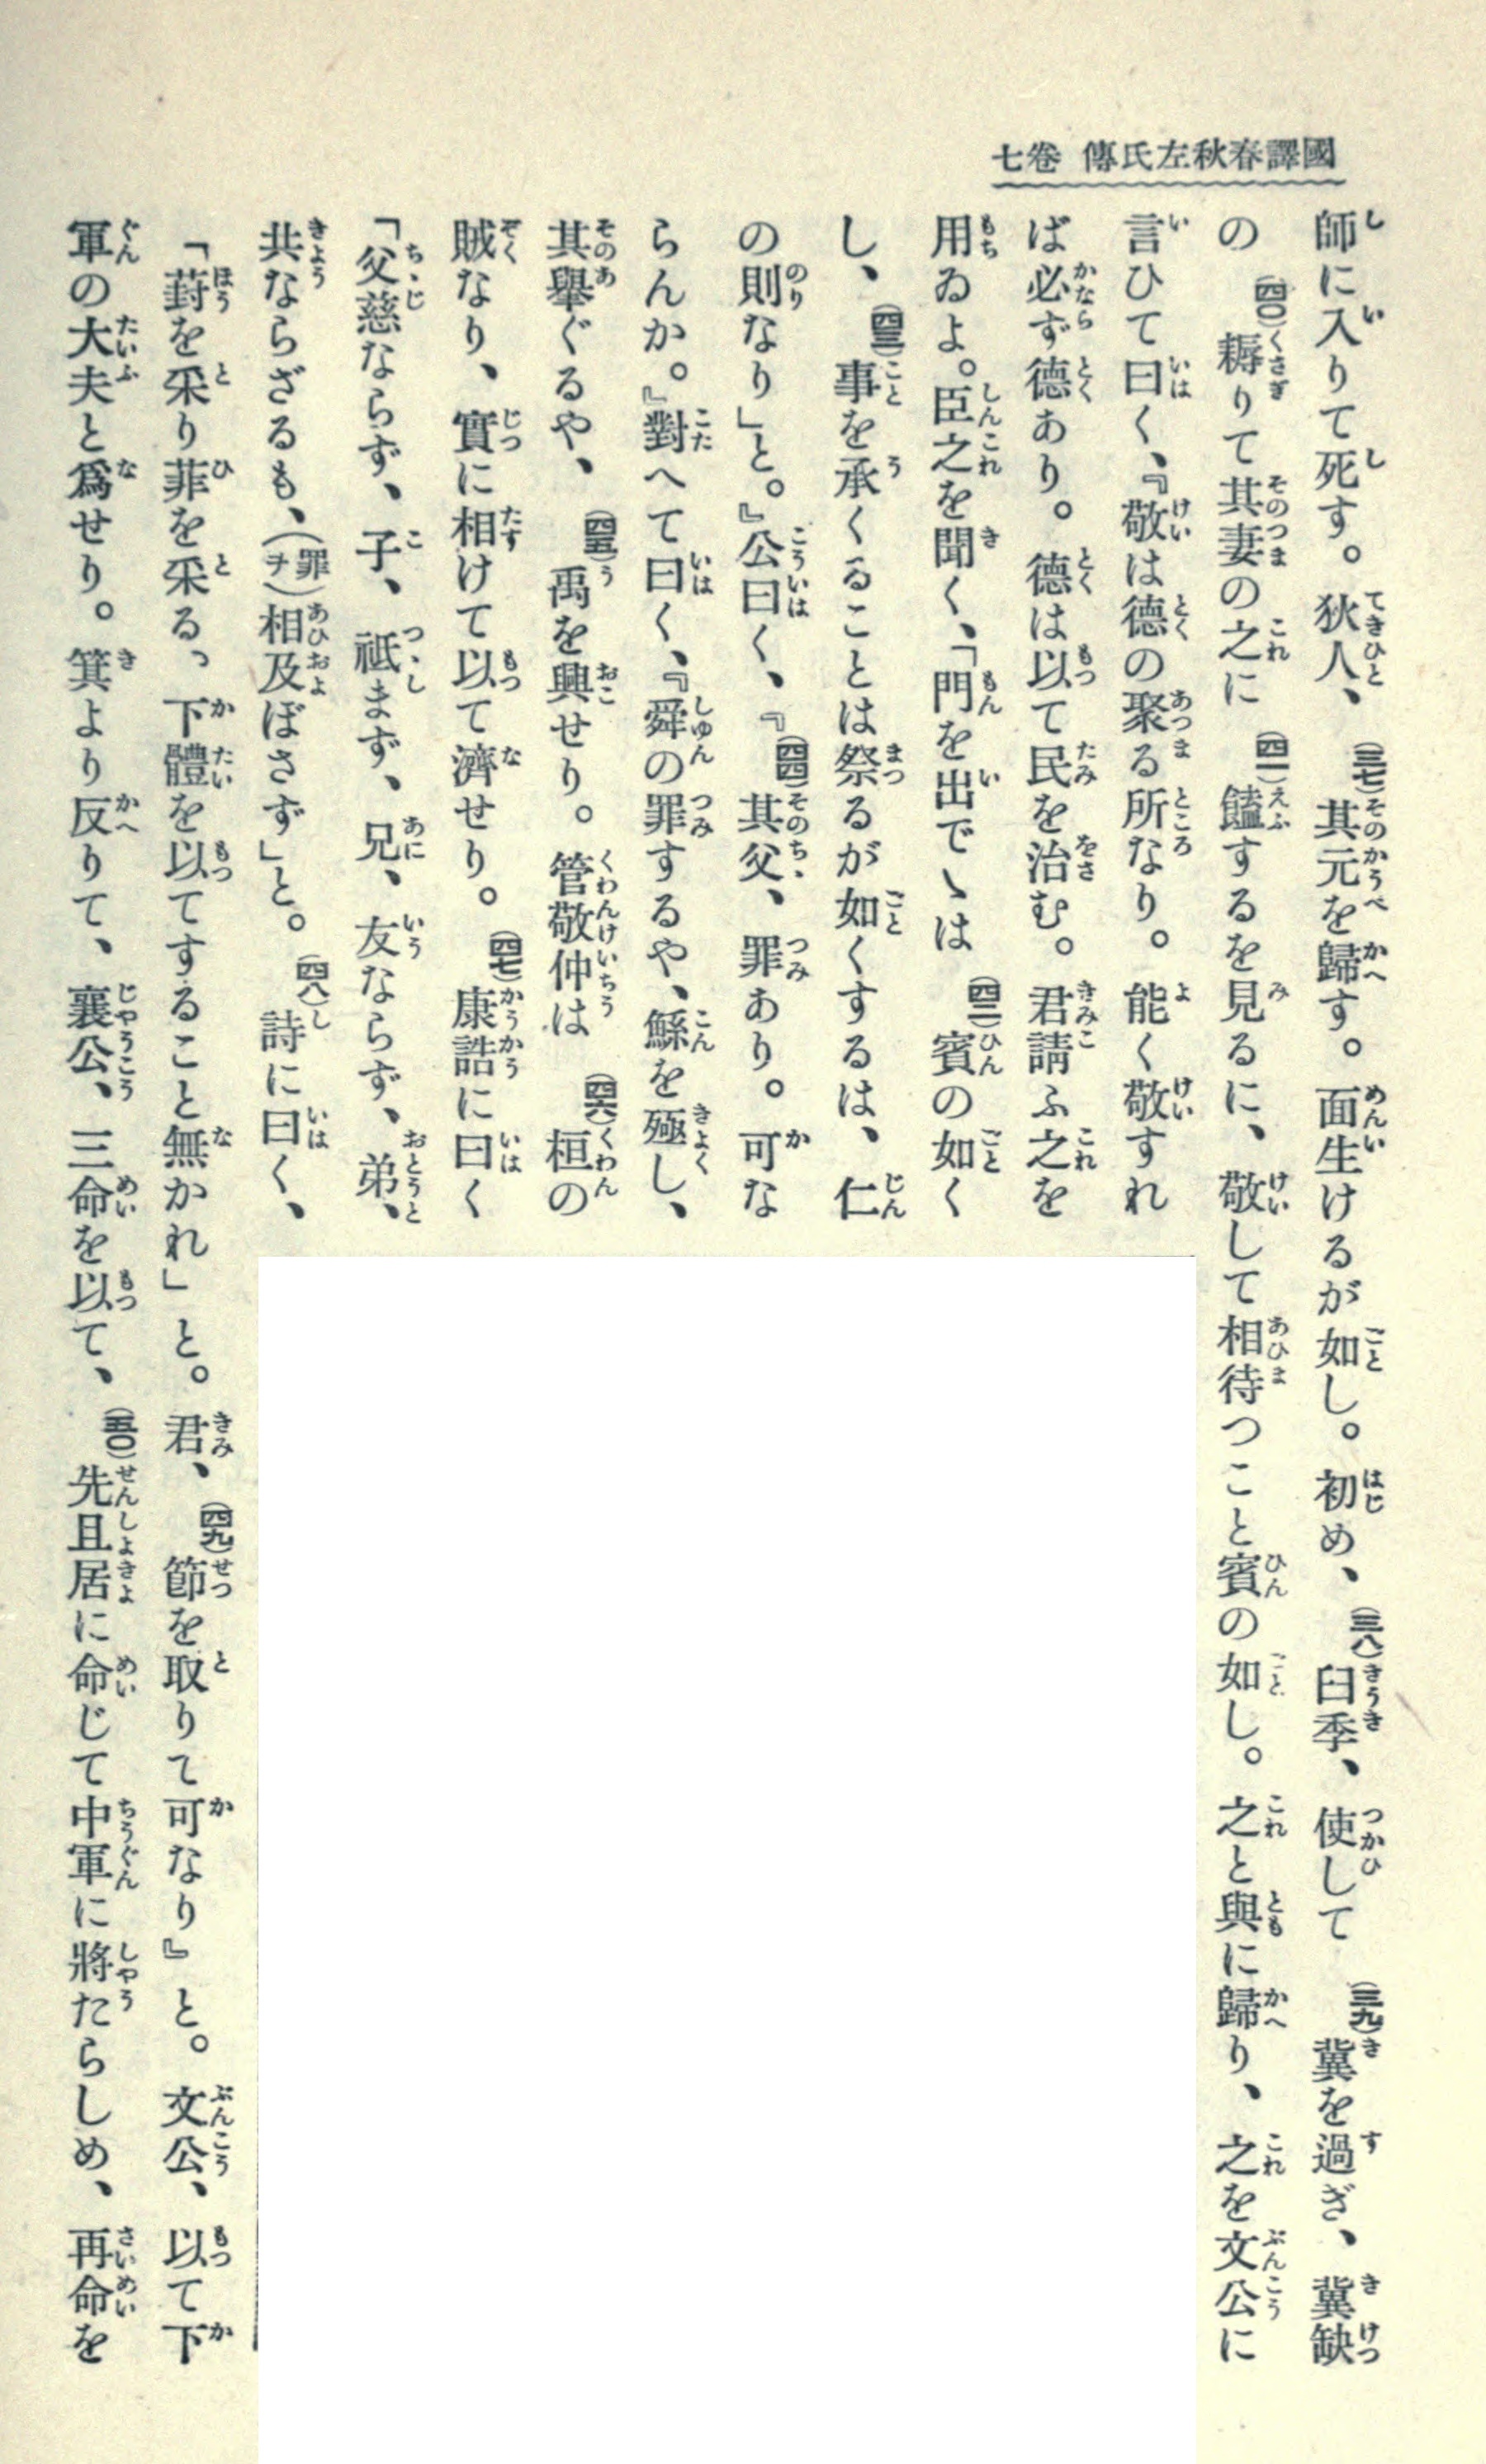 國譯春秋左氏傳 卷七
師に入りて死す。狄人、(三七)其元を歸す。面生けるが如し。初め、(三八)臼季、使して(三九)冀を過ぎ、冀缺
の(四〇)耨りて其妻の之に(四一)饁するを見るに、敬して相待つこと賓の如し。之と與に歸り、之を文公に
言ひて曰く、『敬は德の聚る所なり。能く敬すれ
ば必ず德あり。德は以て民を治む。君請ふ之を
用ゐよ。臣之を聞く、「門を出でゝは(四二)賓の如く
し、(四三)事を承くることは祭るが如くするは、仁
の則なり」と。』公曰く、『(四四)其父、罪あり。可な
らんか。』對へて曰く、『舜の罪するや、鯀を殛し、
其擧ぐるや、(四五)禹を興せり。管敬仲は(四六)桓の
賊なり、實に相けて以て濟せり。(四七)康誥に曰く
「父慈ならず、子、祗まず、兄、友ならず、弟、
共ならざるも、(罪ヲ)相及ぼさず」と。(四八)詩に曰く、
「葑を采り菲を采る、下體を以てすること無かれ」と。君、(四九)節を取りて可なり』と。文公、以て下
軍の大夫と爲せり。箕より反りて、襄公、三命を以て、(五〇)先且居に命じて中軍に將たらしめ、再命を